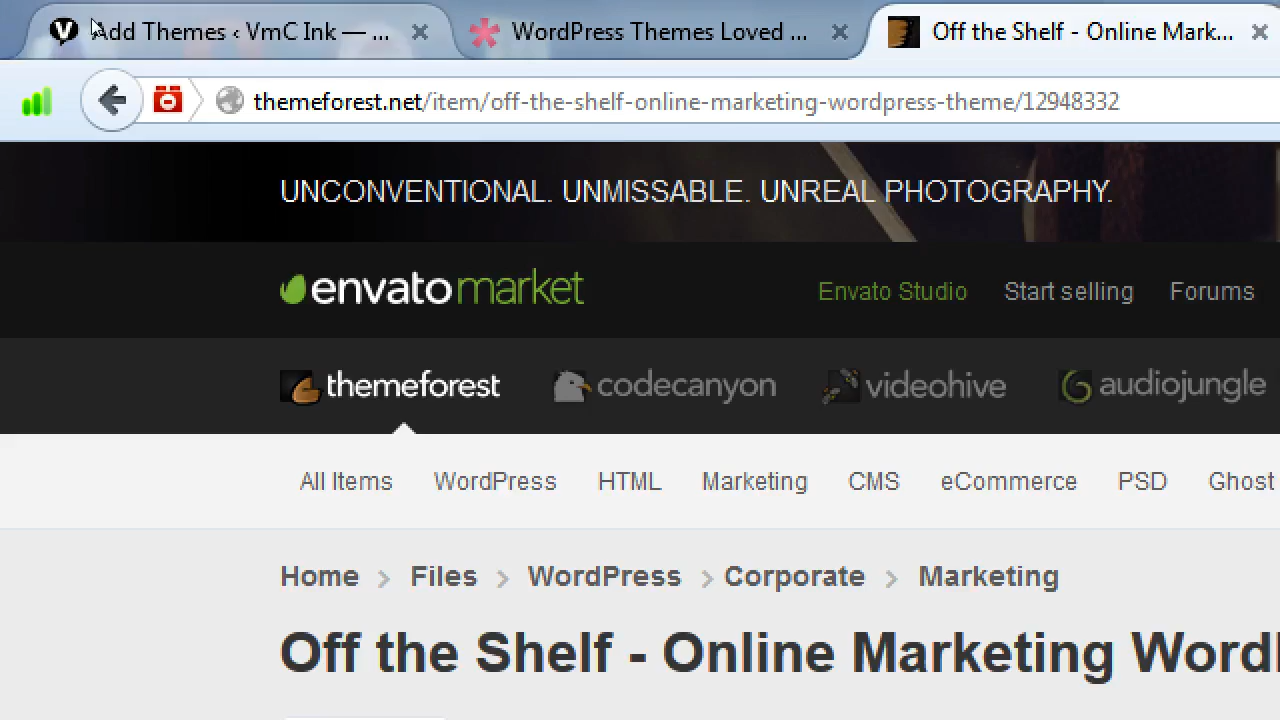 Add Themes ‹ VmC Ink — ...
WordPress Themes Loved ...
Off the Shelf - Online Mark...
themeforest.net/item/off-the-shelf-online-marketing-wordpress-theme/12948332
UNCONVENTIONAL. UNMISSABLE. UNREAL PHOTOGRAPHY.
envatomarket
Envato Studio Start selling Forums
themeforest codecanyon videohive audiojungle
All Items WordPress HTML Marketing CMS eCommerce PSD Ghost
Home > Files > WordPress > Corporate > Marketing
Off the Shelf - Online Marketing Word